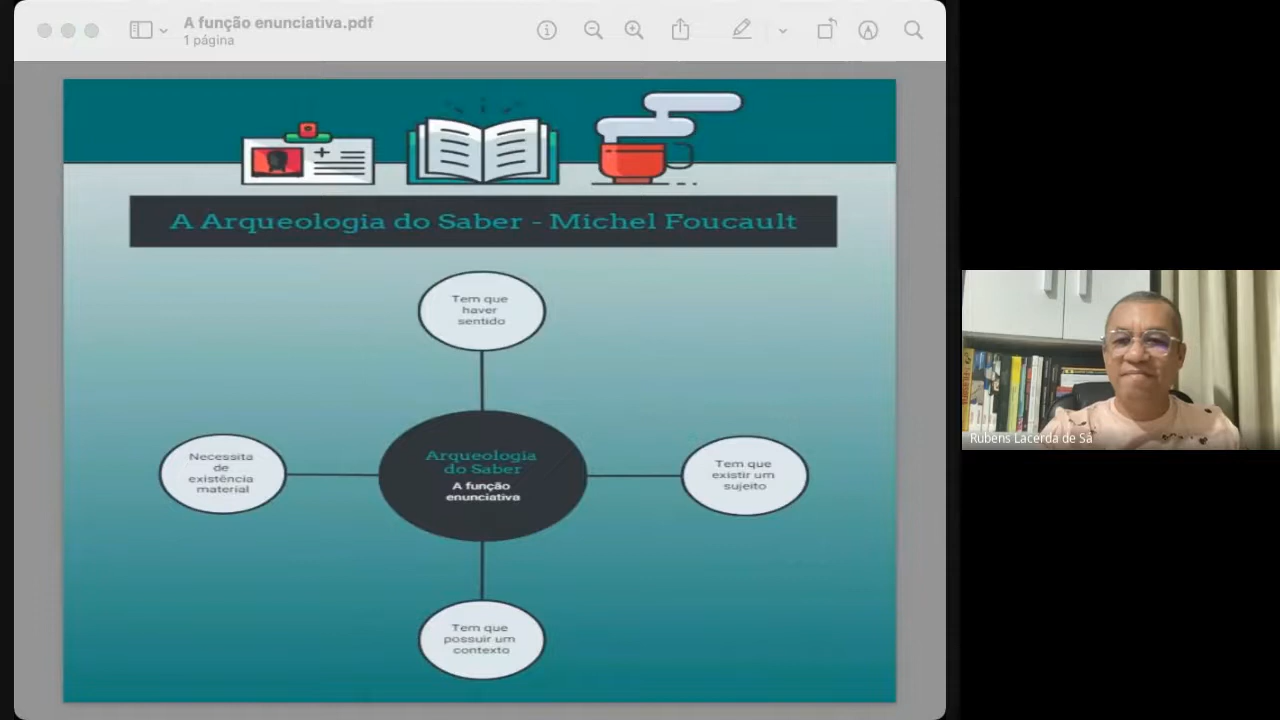 A função enunciativa.pdf
1 página
A Arqueologia do Saber - Michel Foucault
Tem que
haver
sentido
Necessita
de
existência
material
Arqueologia
do Saber
A função
enunciativa
Tem que
existir um
sujeito
Tem que
possuir um
contexto
Rubens Lacerda de Sá